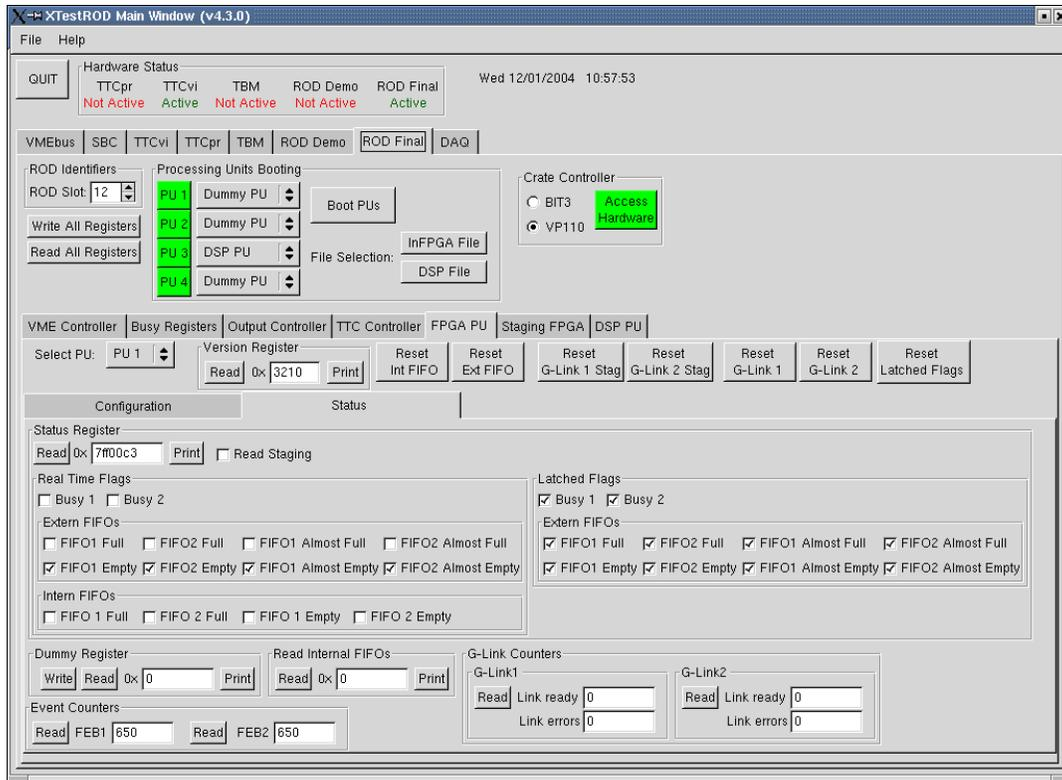 XTestROD Main Window (v4.3.0)
File Help
QUIT
Hardware Status
TTCpr TTCvi TBM ROD Demo ROD Final
Not Active Active Not Active Not Active Active
Wed 12/01/2004 10:57:53
VMEbus SBC TTCvi TTCpr TBM ROD Demo ROD Final DAQ
ROD Identifiers
ROD Slot: 12
Write All Registers
Read All Registers
Processing Units Booting
PU 1 Dummy PU
PU 2 Dummy PU
PU 3 DSP PU
PU 4 Dummy PU
Boot PUs
File Selection:
InFPGA File
DSP File
Crate Controller
BIT3
VP110
Access
Hardware
VME Controller Busy Registers Output Controller TTC Controller FPGA PU Staging FPGA DSP PU
Select PU: PU 1
Version Register
Read 0x 3210 Print
Reset
Int FIFO
Reset
Ext FIFO
Reset
G-Link 1 Stag
Reset
G-Link 2 Stag
Reset
G-Link 1
Reset
G-Link 2
Reset
Latched Flags
Configuration Status
Status Register
Read 0x 7ff00c3 Print Read Staging
Real Time Flags
Busy 1 Busy 2
Extern FIFOs
FIFO1 Full FIFO2 Full FIFO1 Almost Full FIFO2 Almost Full
FIFO1 Empty FIFO2 Empty FIFO1 Almost Empty FIFO2 Almost Empty
Intern FIFOs
FIFO 1 Full FIFO 2 Full FIFO 1 Empty FIFO 2 Empty
Latched Flags
Busy 1 Busy 2
Extern FIFOs
FIFO1 Full FIFO2 Full FIFO1 Almost Full FIFO2 Almost Full
FIFO1 Empty FIFO2 Empty FIFO1 Almost Empty FIFO2 Almost Empty
Dummy Register
Write Read 0x 0 Print
Read Internal FIFOs
Read 0x 0 Print
G-Link Counters
G-Link1
Read Link ready 0
Link errors 0
G-Link2
Read Link ready 0
Link errors 0
Event Counters
Read FEB1 650 Read FEB2 650